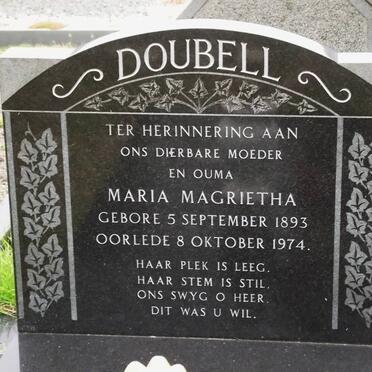 DOUBELL
TER HERINNERING AAN
ONS DIERBARE MOEDER
EN OUMA
MARIA MAGRIETHA
GEBORE 5 SEPTEMBER 1893
OORLEDE 8 OKTOBER 1974.
HAAR PLEK IS LEEG.
HAAR STEM IS STIL.
ONS SWYG O HEER.
DIT WAS U WIL.